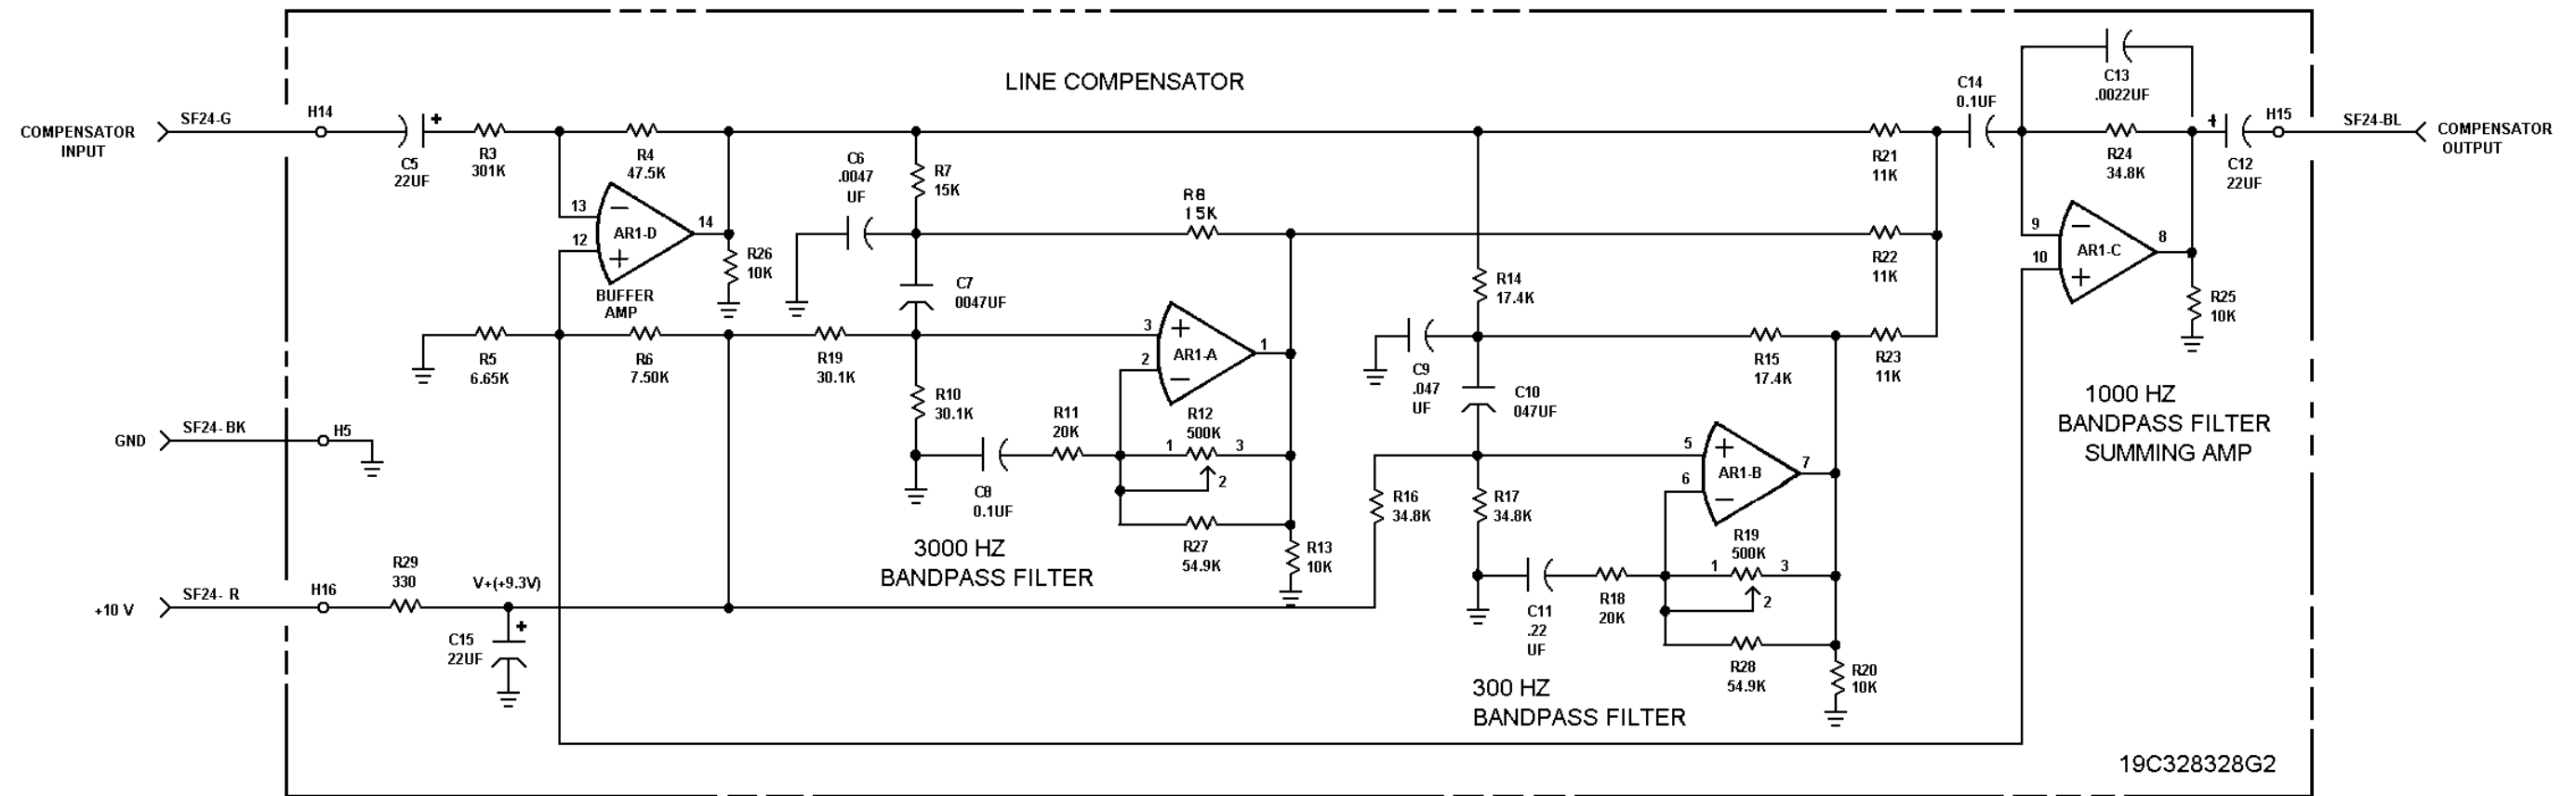 LINE COMPENSATOR
COMPENSATOR
INPUT
SF24-G
H14
C5
22UF
+
R3
301K
R4
47.5K
13
12
14
AR1-D
BUFFER
AMP
R26
10K
C6
.0047
UF
R7
15K
R8
15K
C7
0047UF
R5
6.65K
R6
7.50K
R19
30.1K
R10
30.1K
C8
0.1UF
R11
20K
3
2
1
AR1-A
R12
500K
1
3
2
R27
54.9K
R13
10K
3000 HZ
BANDPASS FILTER
GND
SF24-BK
H5
+10 V
SF24- R
H16
R29
330
V+(+9.3V)
C15
22UF
+
R14
17.4K
C9
.047
UF
C10
047UF
R15
17.4K
R16
34.8K
R17
34.8K
5
6
7
AR1-B
R19
500K
1
3
2
C11
.22
UF
R18
20K
R28
54.9K
R20
10K
300 HZ
BANDPASS FILTER
R21
11K
R22
11K
R23
11K
C14
0.1UF
C13
.0022UF
R24
34.8K
9
10
8
AR1-C
R25
10K
+
C12
22UF
H15
SF24-BL
COMPENSATOR
OUTPUT
1000 HZ
BANDPASS FILTER
SUMMING AMP
19C328328G2